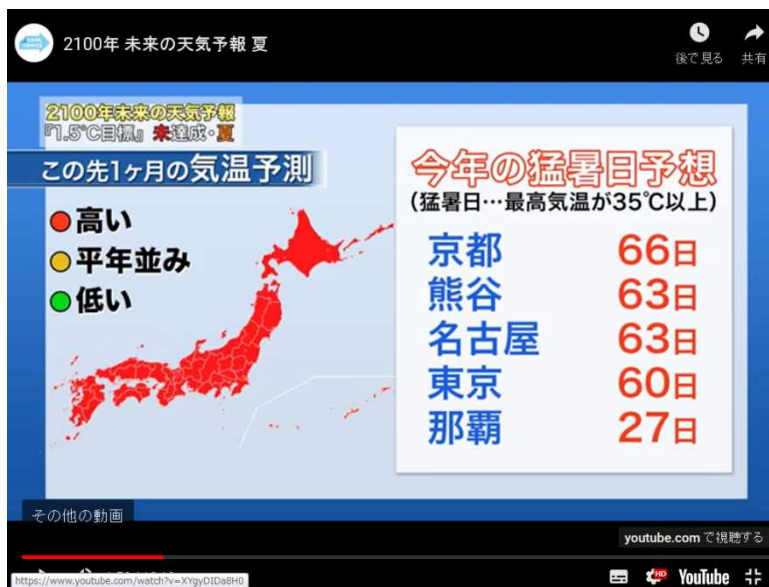 2100年 未来の天気予報 夏
後で見る
共有
2100年未来の天気予報
『1.5℃目標』 未達成・夏
この先1ヶ月の気温予測
高い
平年並み
低い
今年の猛暑日予想
(猛暑日…最高気温が35℃以上)
京都 66日
熊谷 63日
名古屋 63日
東京 60日
那覇 27日
その他の動画
youtube.com で視聴する
HD
YouTube
https://www.youtube.com/watch?v=XYgyDIDa8H0